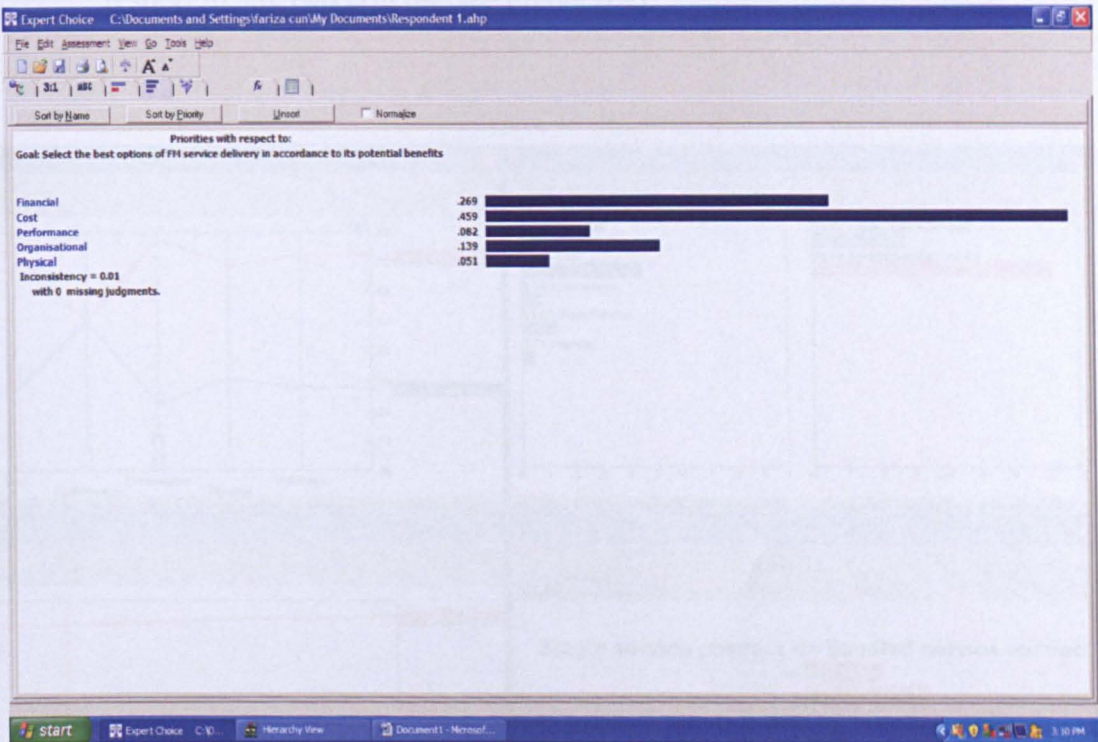 Expert Choice C:\Documents and Settings\fariza cun\My Documents\Respondent 1.ahp
File Edit Assessment View Go Tools Help
3:1 ABC
Sort by Name Sort by Priority Unsort Normalize
Priorities with respect to:
Goal: Select the best options of FM service delivery in accordance to its potential benefits
Financial .269
Cost .459
Performance .082
Organisational .139
Physical .051
Inconsistency = 0.01
with 0 missing judgments.
start Expert Choice C:\D... Hierarchy View Document1 - Microsof... 3:10 PM